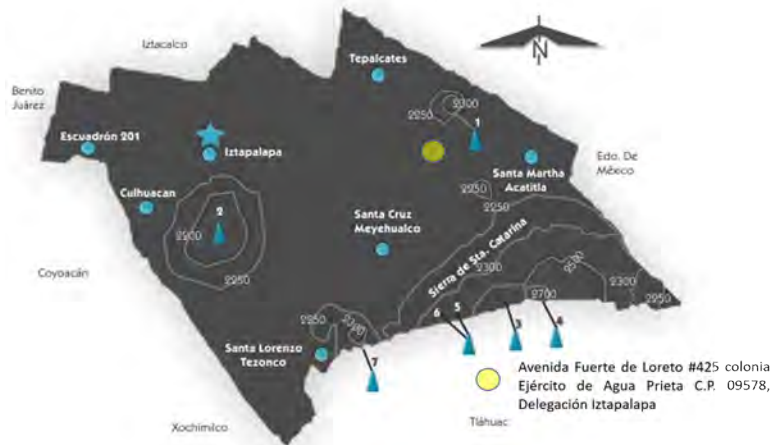 Iztacalco
N
Tepalcates
Benito
Juárez
2300
2250
1
Escuadrón 201
Iztapalapa
Edo. De
México
Santa Martha
Acatitla
Culhuacan
2250
2250
2
2200
Santa Cruz
Meyehualco
Sierra de Sta. Catarina
2500
Coyoacán
2250
2300
2300
2250
2700
2250
6
5
3
4
Santa Lorenzo
Tezonco
7
Avenida Fuerte de Loreto #425 colonia
Ejército de Agua Prieta C.P. 09578,
Delegación Iztapalapa
Xochimilco
Tláhuac